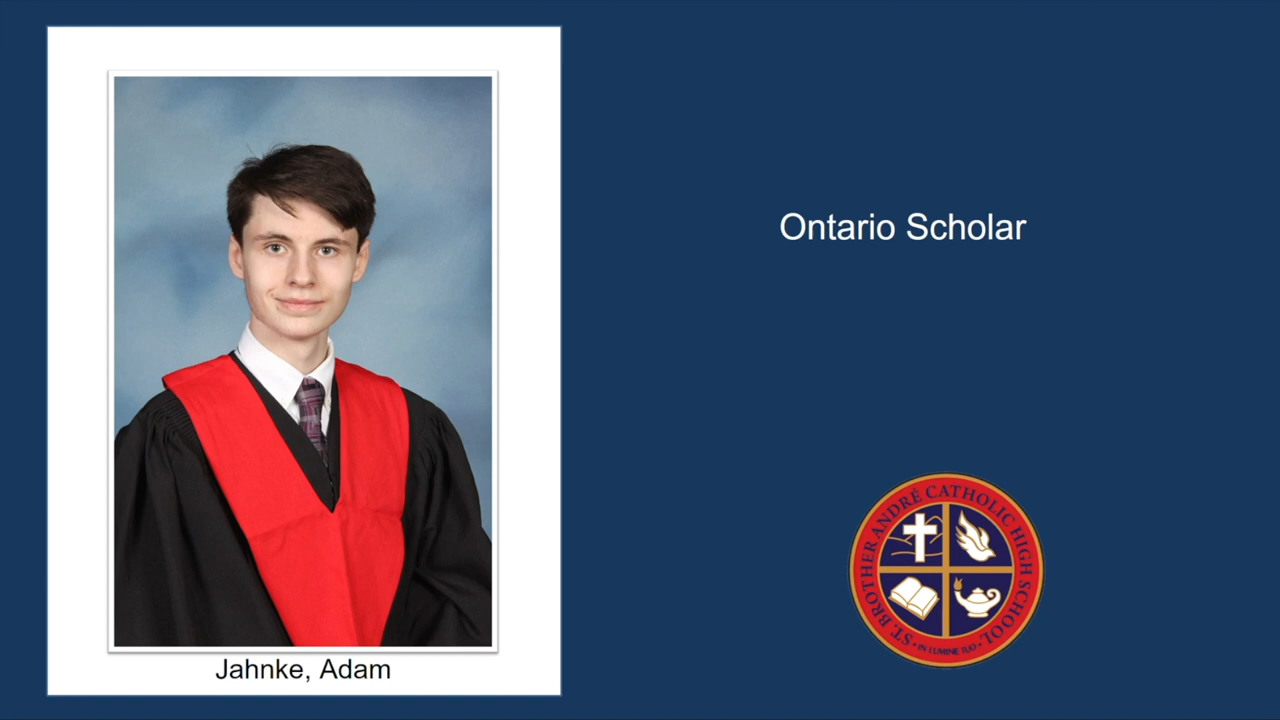 Ontario Scholar
ST. BROTHER ANDRÉ CATHOLIC HIGH SCHOOL
IN LUMINE TUO
Jahnke, Adam